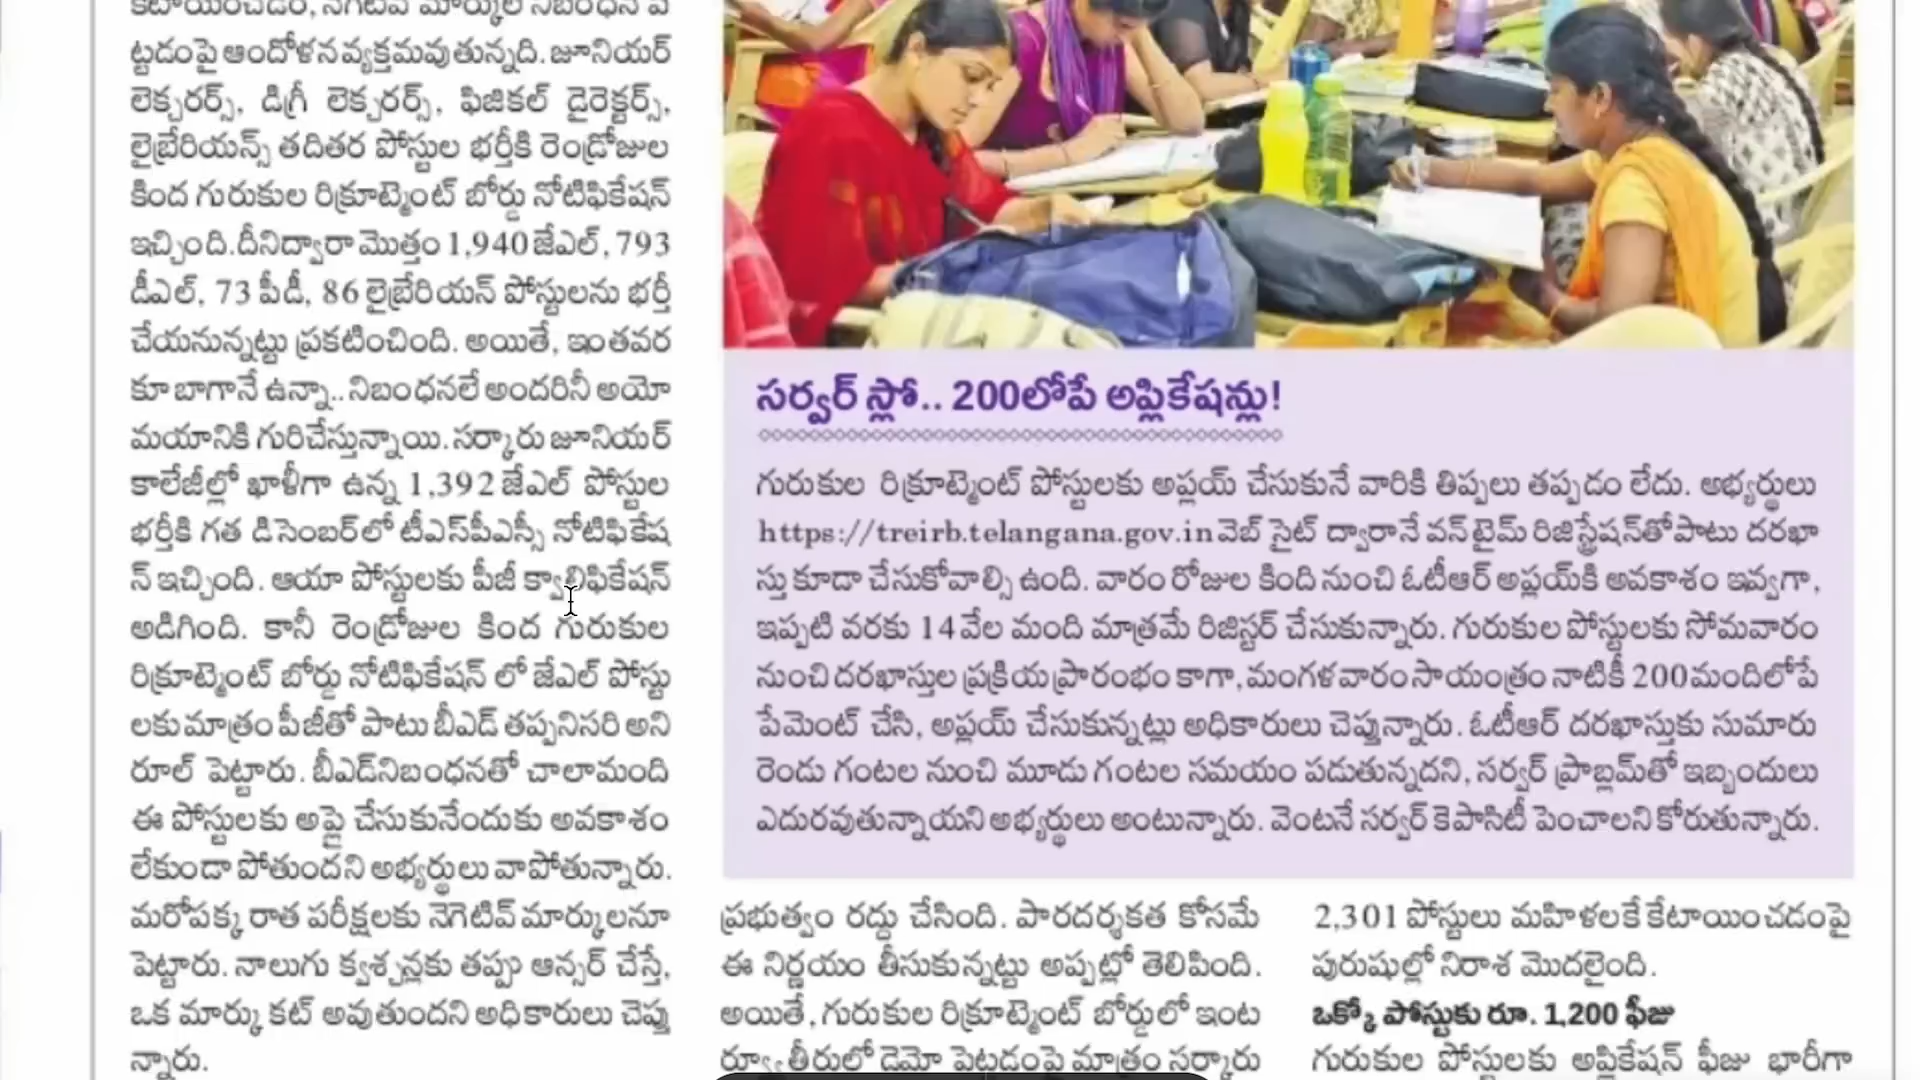 ట్టడంపై ఆందోళన వ్యక్తమవుతున్నది. జూనియర్
లెక్చరర్స్, డిగ్రీ లెక్చరర్స్, ఫిజికల్ డైరెక్టర్స్,
లైబ్రేరియన్స్ తదితర పోస్టుల భర్తీకి రెండ్రోజుల
కింద గురుకుల రిక్రూట్మెంట్ బోర్డు నోటిఫికేషన్
ఇచ్చింది.దీనిద్వారా మొత్తం 1,940 జేఎల్, 793
డీఎల్, 73 పీడీ, 86 లైబ్రేరియన్ పోస్టులను భర్తీ
చేయనున్నట్టు ప్రకటించింది. అయితే, ఇంతవర
కూ బాగానే ఉన్నా.. నిబంధనలే అందరినీ అయో
మయానికి గురిచేస్తున్నాయి. సర్కారు జూనియర్
కాలేజీల్లో ఖాళీగా ఉన్న 1,392 జేఎల్ పోస్టుల
భర్తీకి గత డిసెంబర్‌లో టీఎస్‌పీఎస్సీ నోటిఫికేష
న్ ఇచ్చింది. ఆయా పోస్టులకు పీజీ క్వాలిఫికేషన్
అడిగింది. కానీ రెండ్రోజుల కింద గురుకుల
రిక్రూట్మెంట్ బోర్డు నోటిఫికేషన్ లో జేఎల్ పోస్టు
లకు మాత్రం పీజీతో పాటు బీఎడ్ తప్పనిసరి అని
రూల్ పెట్టారు. బీఎడ్‌నిబంధనతో చాలామంది
ఈ పోస్టులకు అప్లై చేసుకునేందుకు అవకాశం
లేకుండా పోతుందని అభ్యర్థులు వాపోతున్నారు.
మరోపక్క రాత పరీక్షలకు నెగెటివ్ మార్కులనూ
పెట్టారు. నాలుగు క్వశ్చన్లకు తప్పు ఆన్సర్ చేస్తే,
ఒక మార్కు కట్ అవుతుందని అధికారులు చెప్తు
న్నారు.
సర్వర్ స్లో.. 200లోపే అప్లికేషన్లు!
గురుకుల రిక్రూట్మెంట్ పోస్టులకు అప్లయ్ చేసుకునే వారికి తిప్పలు తప్పడం లేదు. అభ్యర్థులు
https://treirb.telangana.gov.in వెబ్ సైట్ ద్వారానే వన్‌టైమ్ రిజిస్ట్రేషన్‌తోపాటు దరఖా
స్తు కూడా చేసుకోవాల్సి ఉంది. వారం రోజుల కింది నుంచి ఓటీఆర్ అప్లయ్‌కి అవకాశం ఇవ్వగా,
ఇప్పటి వరకు 14వేల మంది మాత్రమే రిజిస్టర్ చేసుకున్నారు. గురుకుల పోస్టులకు సోమవారం
నుంచి దరఖాస్తుల ప్రక్రియ ప్రారంభం కాగా, మంగళవారం సాయంత్రం నాటికి 200మందిలోపే
పేమెంట్ చేసి, అప్లయ్ చేసుకున్నట్లు అధికారులు చెప్తున్నారు. ఓటీఆర్ దరఖాస్తుకు సుమారు
రెండు గంటల నుంచి మూడు గంటల సమయం పడుతున్నదని, సర్వర్ ప్రాబ్లమ్‌తో ఇబ్బందులు
ఎదురవుతున్నాయని అభ్యర్థులు అంటున్నారు. వెంటనే సర్వర్ కెపాసిటీ పెంచాలని కోరుతున్నారు.
ప్రభుత్వం రద్దు చేసింది. పారదర్శకత కోసమే
ఈ నిర్ణయం తీసుకున్నట్టు అప్పట్లో తెలిపింది.
అయితే, గురుకుల రిక్రూట్మెంట్ బోర్డులో ఇంట
ర్వ్యూ తీరులో డెమో పెట్టడంపై మాత్రం సర్కారు
2,301 పోస్టులు మహిళలకే కేటాయించడంపై
పురుషుల్లో నిరాశ మొదలైంది.
ఒక్కో పోస్టుకు రూ. 1,200 ఫీజు
గురుకుల పోస్టులకు అప్లికేషన్ ఫీజు భారీగా